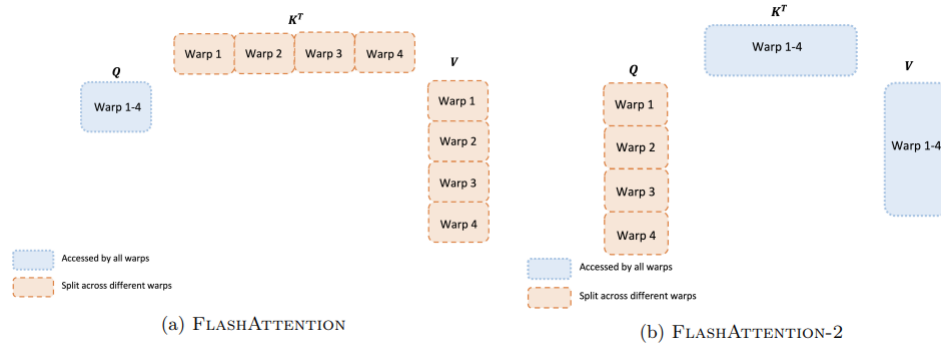 Kᵀ
Warp 1 Warp 2 Warp 3 Warp 4
Q
Warp 1-4
V
Warp 1
Warp 2
Warp 3
Warp 4
Accessed by all warps
Split across different warps
(a) FLASHATTENTION
Kᵀ
Warp 1-4
Q
Warp 1
Warp 2
Warp 3
Warp 4
V
Warp 1-4
Accessed by all warps
Split across different warps
(b) FLASHATTENTION-2